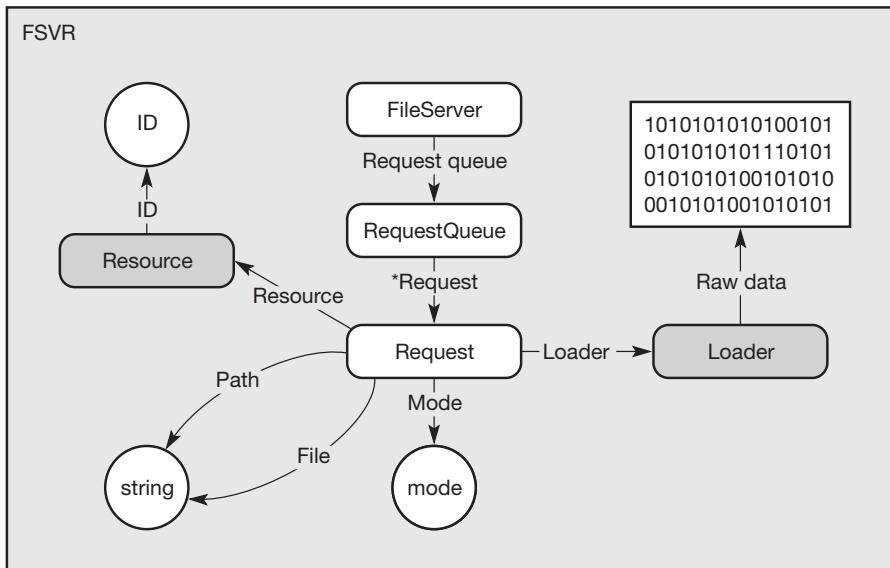 FSVR
ID
FileServer
1010101010100101
0101010101110101
0101010100101010
0010101001010101
Request queue
ID
RequestQueue
Resource
*Request
Raw data
Resource
Request
Loader
Loader
Path
Mode
File
string
mode